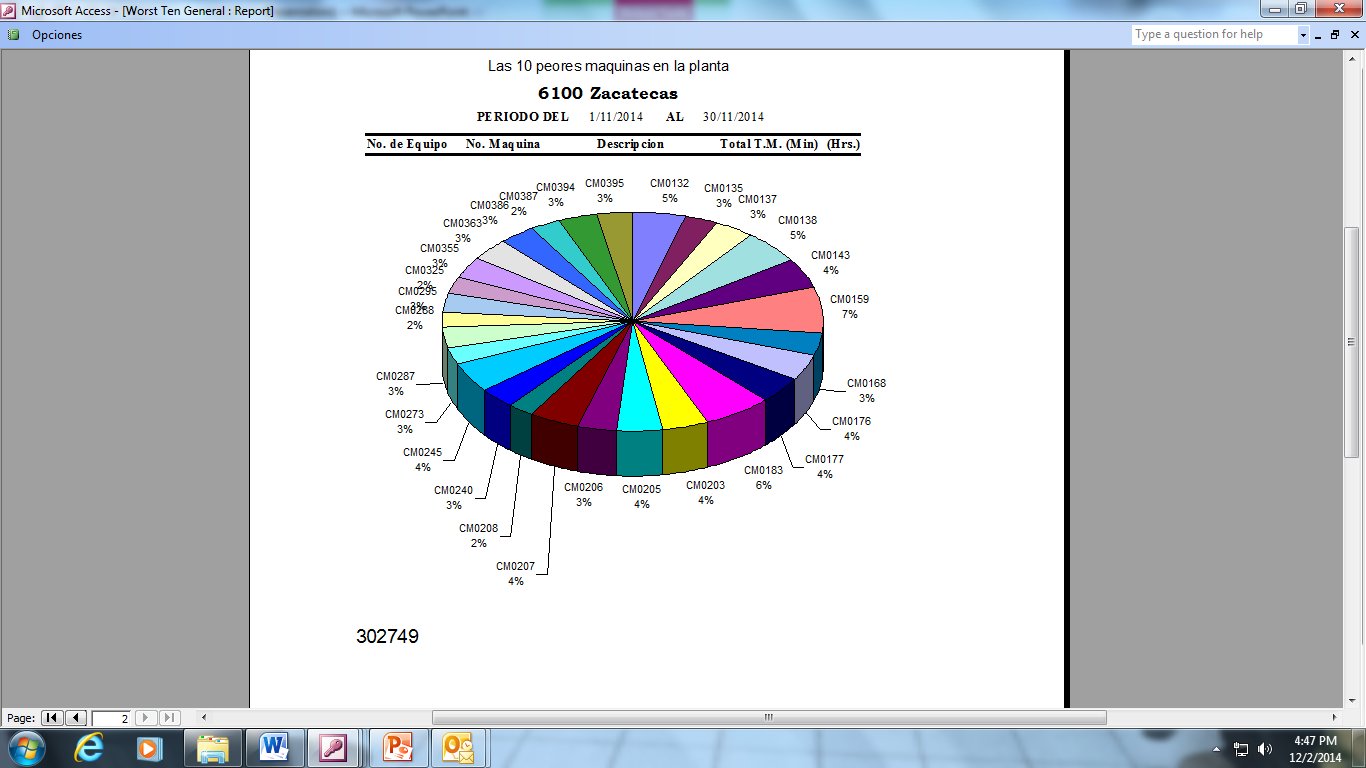 Microsoft Access - [Worst Ten General : Report]
Opciones
Type a question for help
Las 10 peores maquinas en la planta
6100 Zacatecas
PERIODO DEL 1/11/2014 AL 30/11/2014
No. de Equipo No. Maquina Descripcion Total T.M. (Min) (Hrs.)
CM0132
5%
CM0135
3%
CM0137
3%
CM0138
5%
CM0143
4%
CM0159
7%
CM0168
3%
CM0176
4%
CM0177
4%
CM0183
6%
CM0203
4%
CM0205
4%
CM0206
3%
CM0207
4%
CM0208
2%
CM0240
3%
CM0245
4%
CM0273
3%
CM0287
3%
2%
CM0295
CM0325
2%
CM0355
3%
CM0363
3%
CM0386
3%
CM0387
2%
CM0394
3%
CM0395
3%
302749
Page: 2
4:47 PM
12/2/2014